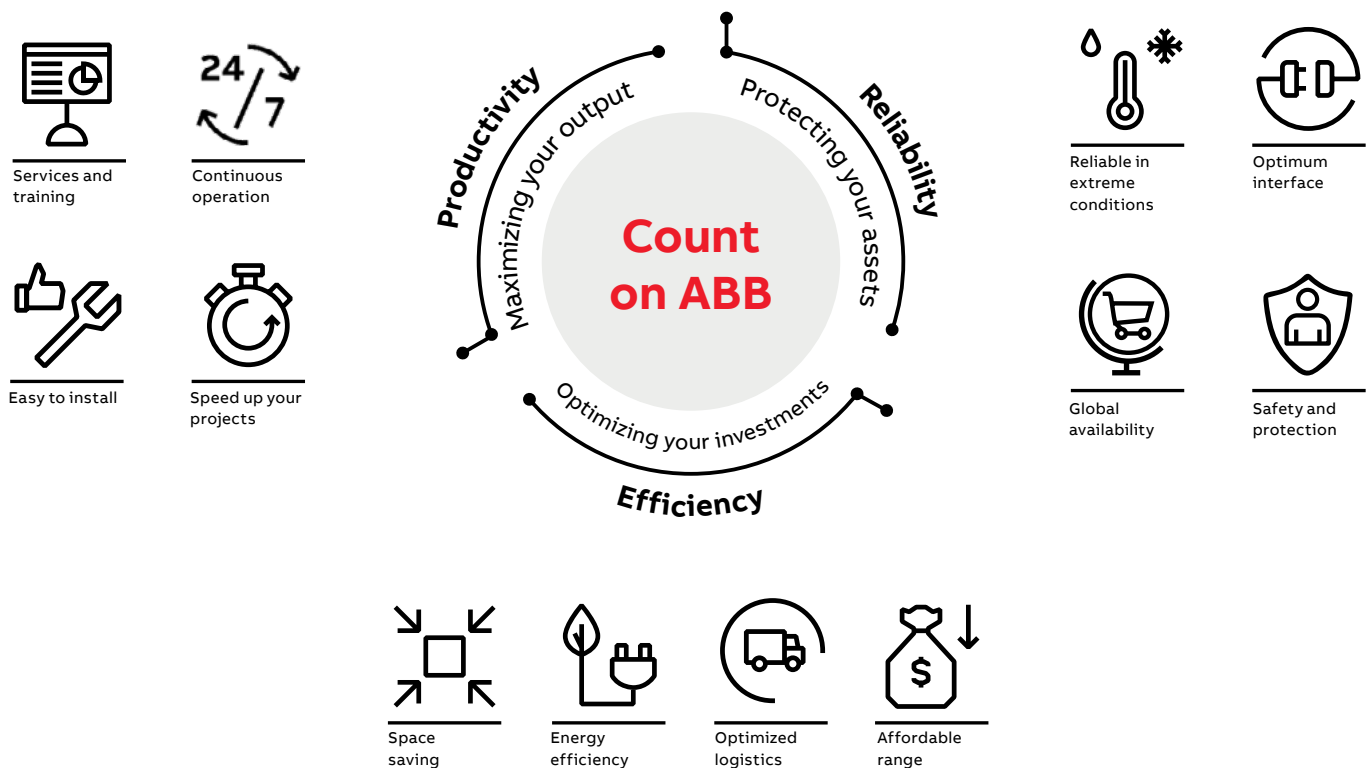 24
7
Services and
training
Continuous
operation
Easy to install
Speed up your
projects
Productivity
Maximizing your output
Reliability
Protecting your assets
Count
on ABB
Optimizing your investments
Efficiency
Reliable in
extreme
conditions
Optimum
interface
Global
availability
Safety and
protection
$
Space
saving
Energy
efficiency
Optimized
logistics
Affordable
range